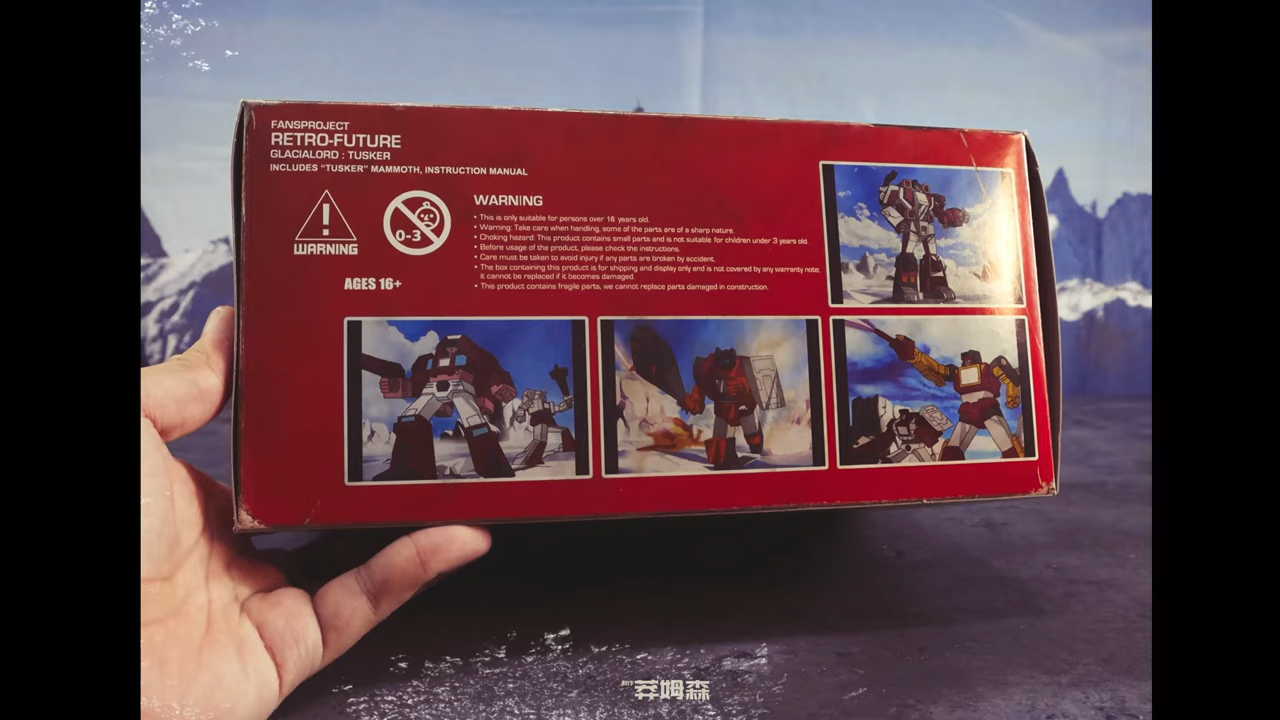 FANSPROJECT
RETRO-FUTURE
GLACIALORD : TUSKER
INCLUDES "TUSKER" MAMMOTH, INSTRUCTION MANUAL
WARNING
0-3
AGES 16+
WARNING
• This is only suitable for persons over 16 years old.
• Warning: Take care when handling, some of the parts are of a sharp nature.
• Choking hazard: This product contains small parts and is not suitable for children under 3 years old.
• Before usage of the product, please check the instructions.
• Care must be taken to avoid injury if any parts are broken by accident.
• The box containing this product is for shipping and display only and is not covered by any warranty note;
it cannot be replaced if it becomes damaged.
• This product contains fragile parts, we cannot replace parts damaged in construction.
莽姆森